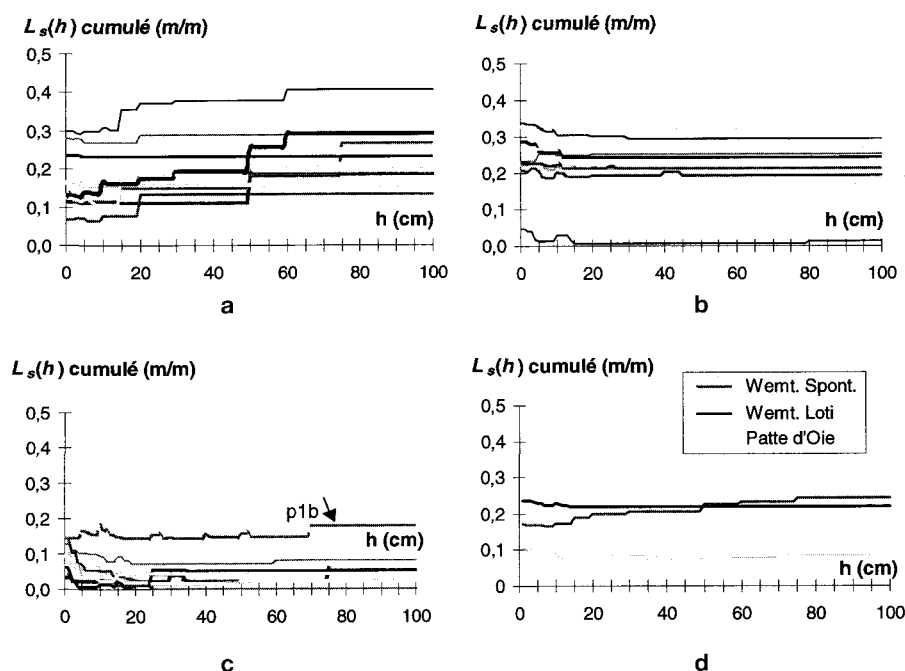 L s(h) cumulé (m/m)
0,5
0,4
0,3
0,2
0,1
0,0
h (cm)
0 20 40 60 80 100
a
L s(h) cumulé (m/m)
0,5
0,4
0,3
0,2
0,1
0,0
h (cm)
0 20 40 60 80 100
b
L s(h) cumulé (m/m)
0,5
0,4
0,3
0,2
0,1
0,0
p1b
h (cm)
0 20 40 60 80 100
c
L s(h) cumulé (m/m)
0,5
0,4
0,3
0,2
0,1
0
Wemt. Spont.
Wemt. Loti
Patte d'Oie
h (cm)
0 20 40 60 80 100
d